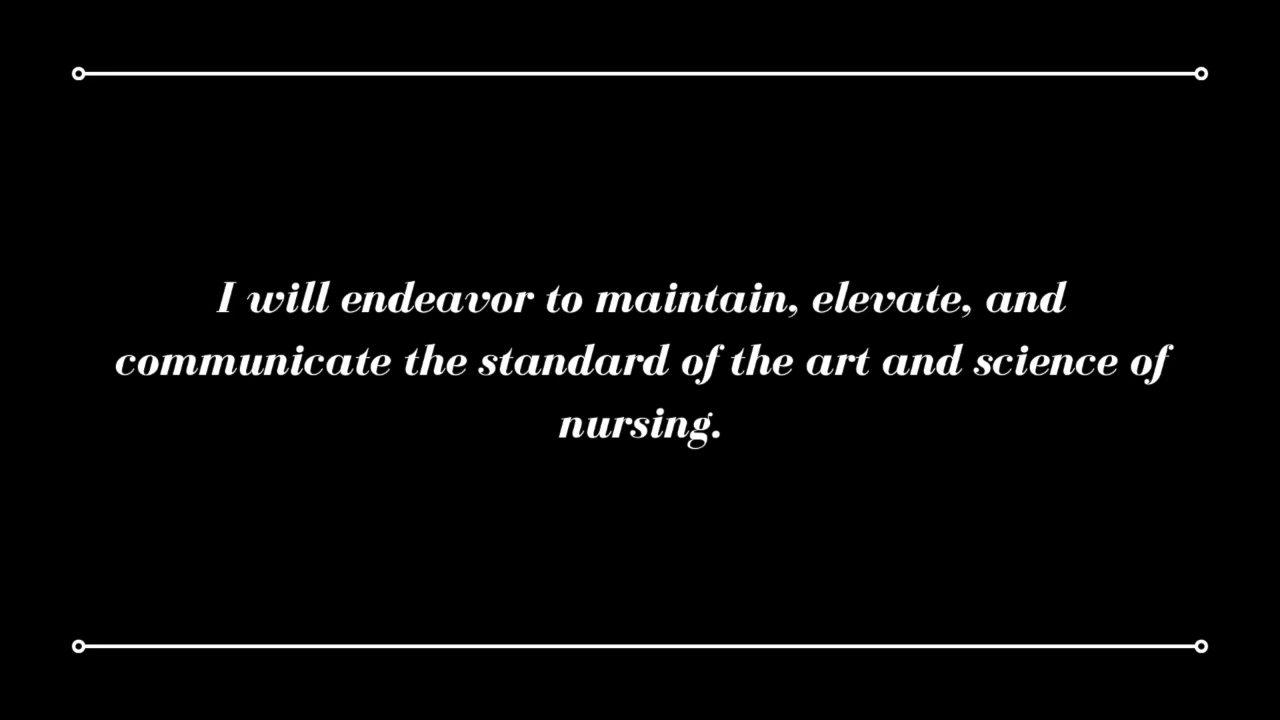 I will endeavor to maintain, elevate, and
communicate the standard of the art and science of
nursing.